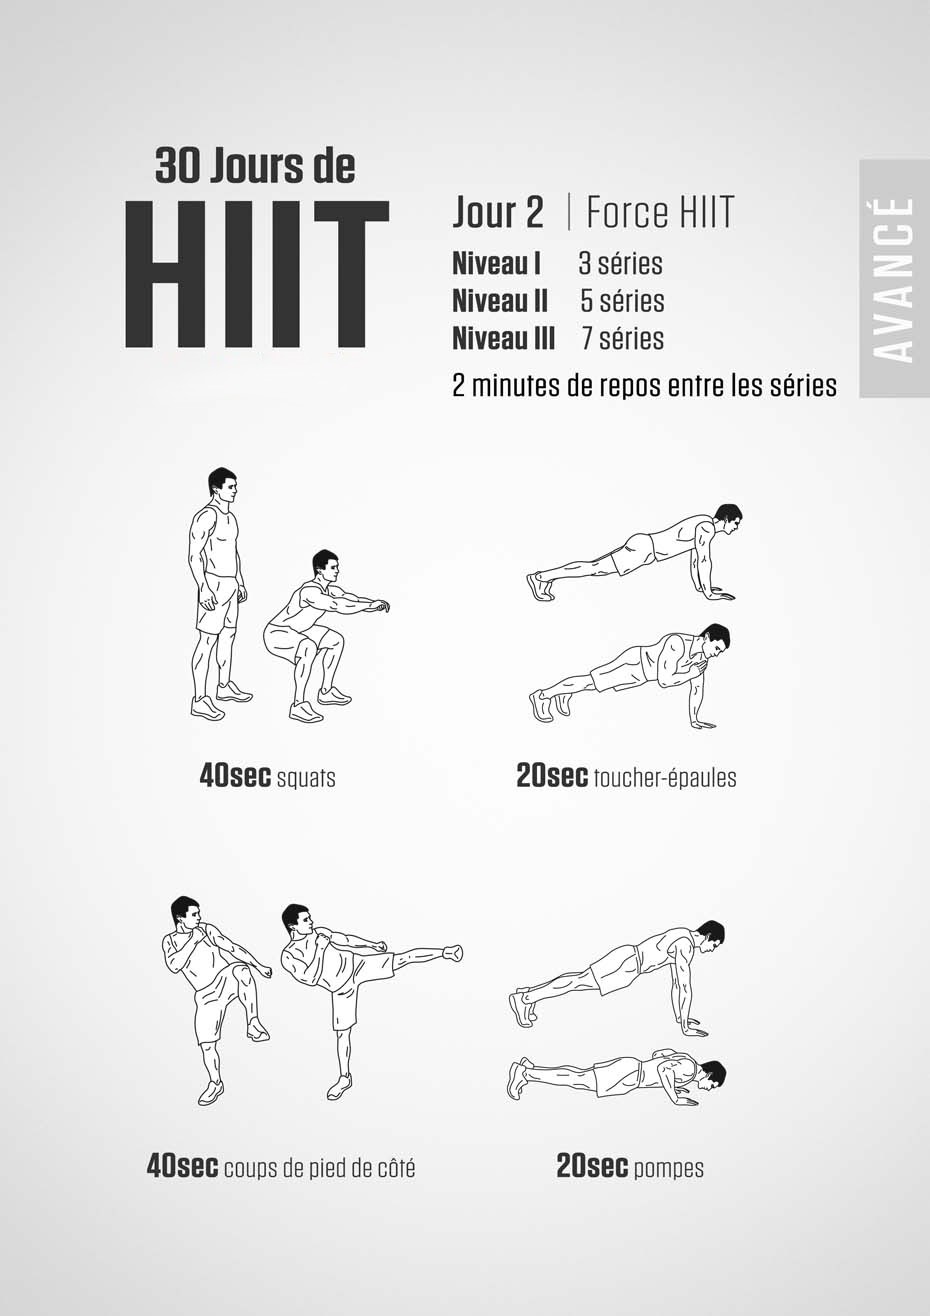 30 Jours de
HIIT
Jour 2 | Force HIIT
Niveau I 3 séries
Niveau II 5 séries
Niveau III 7 séries
2 minutes de repos entre les séries
AVANCÉ
40sec squats
20sec toucher-épaules
40sec coups de pied de côté
20sec pompes